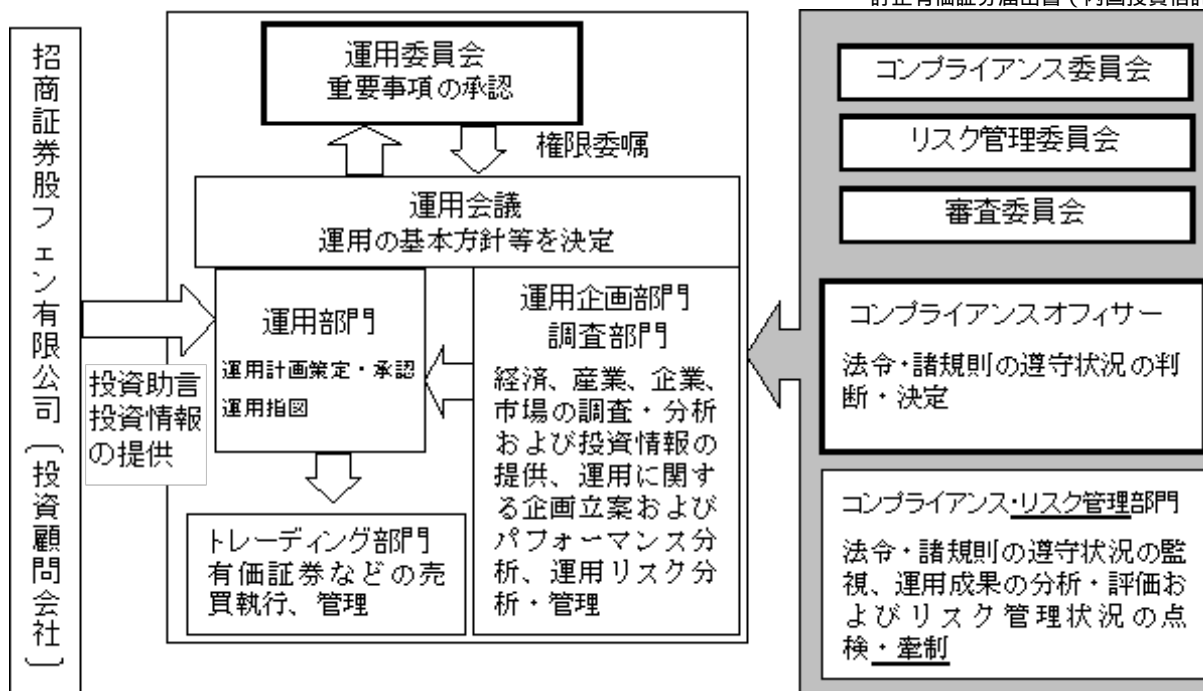 招商証券股フェン有限公司（投資顧問会社）
運用委員会
重要事項の承認
権限委嘱
運用会議
運用の基本方針等を決定
運用部門
運用計画策定・承認
運用指図
投資助言
投資情報
の提供
運用企画部門
調査部門
経済、産業、企業、
市場の調査・分析
および投資情報の
提供、運用に関す
る企画立案および
パフォーマンス分
析、運用リスク分
析・管理
トレーディング部門
有価証券などの売
買執行、管理
コンプライアンス委員会
リスク管理委員会
審査委員会
コンプライアンスオフィサー
法令・諸規則の遵守状況の判
断・決定
コンプライアンス・リスク管理部門
法令・諸規則の遵守状況の監
視、運用成果の分析・評価お
よびリスク管理状況の点
検・牽制